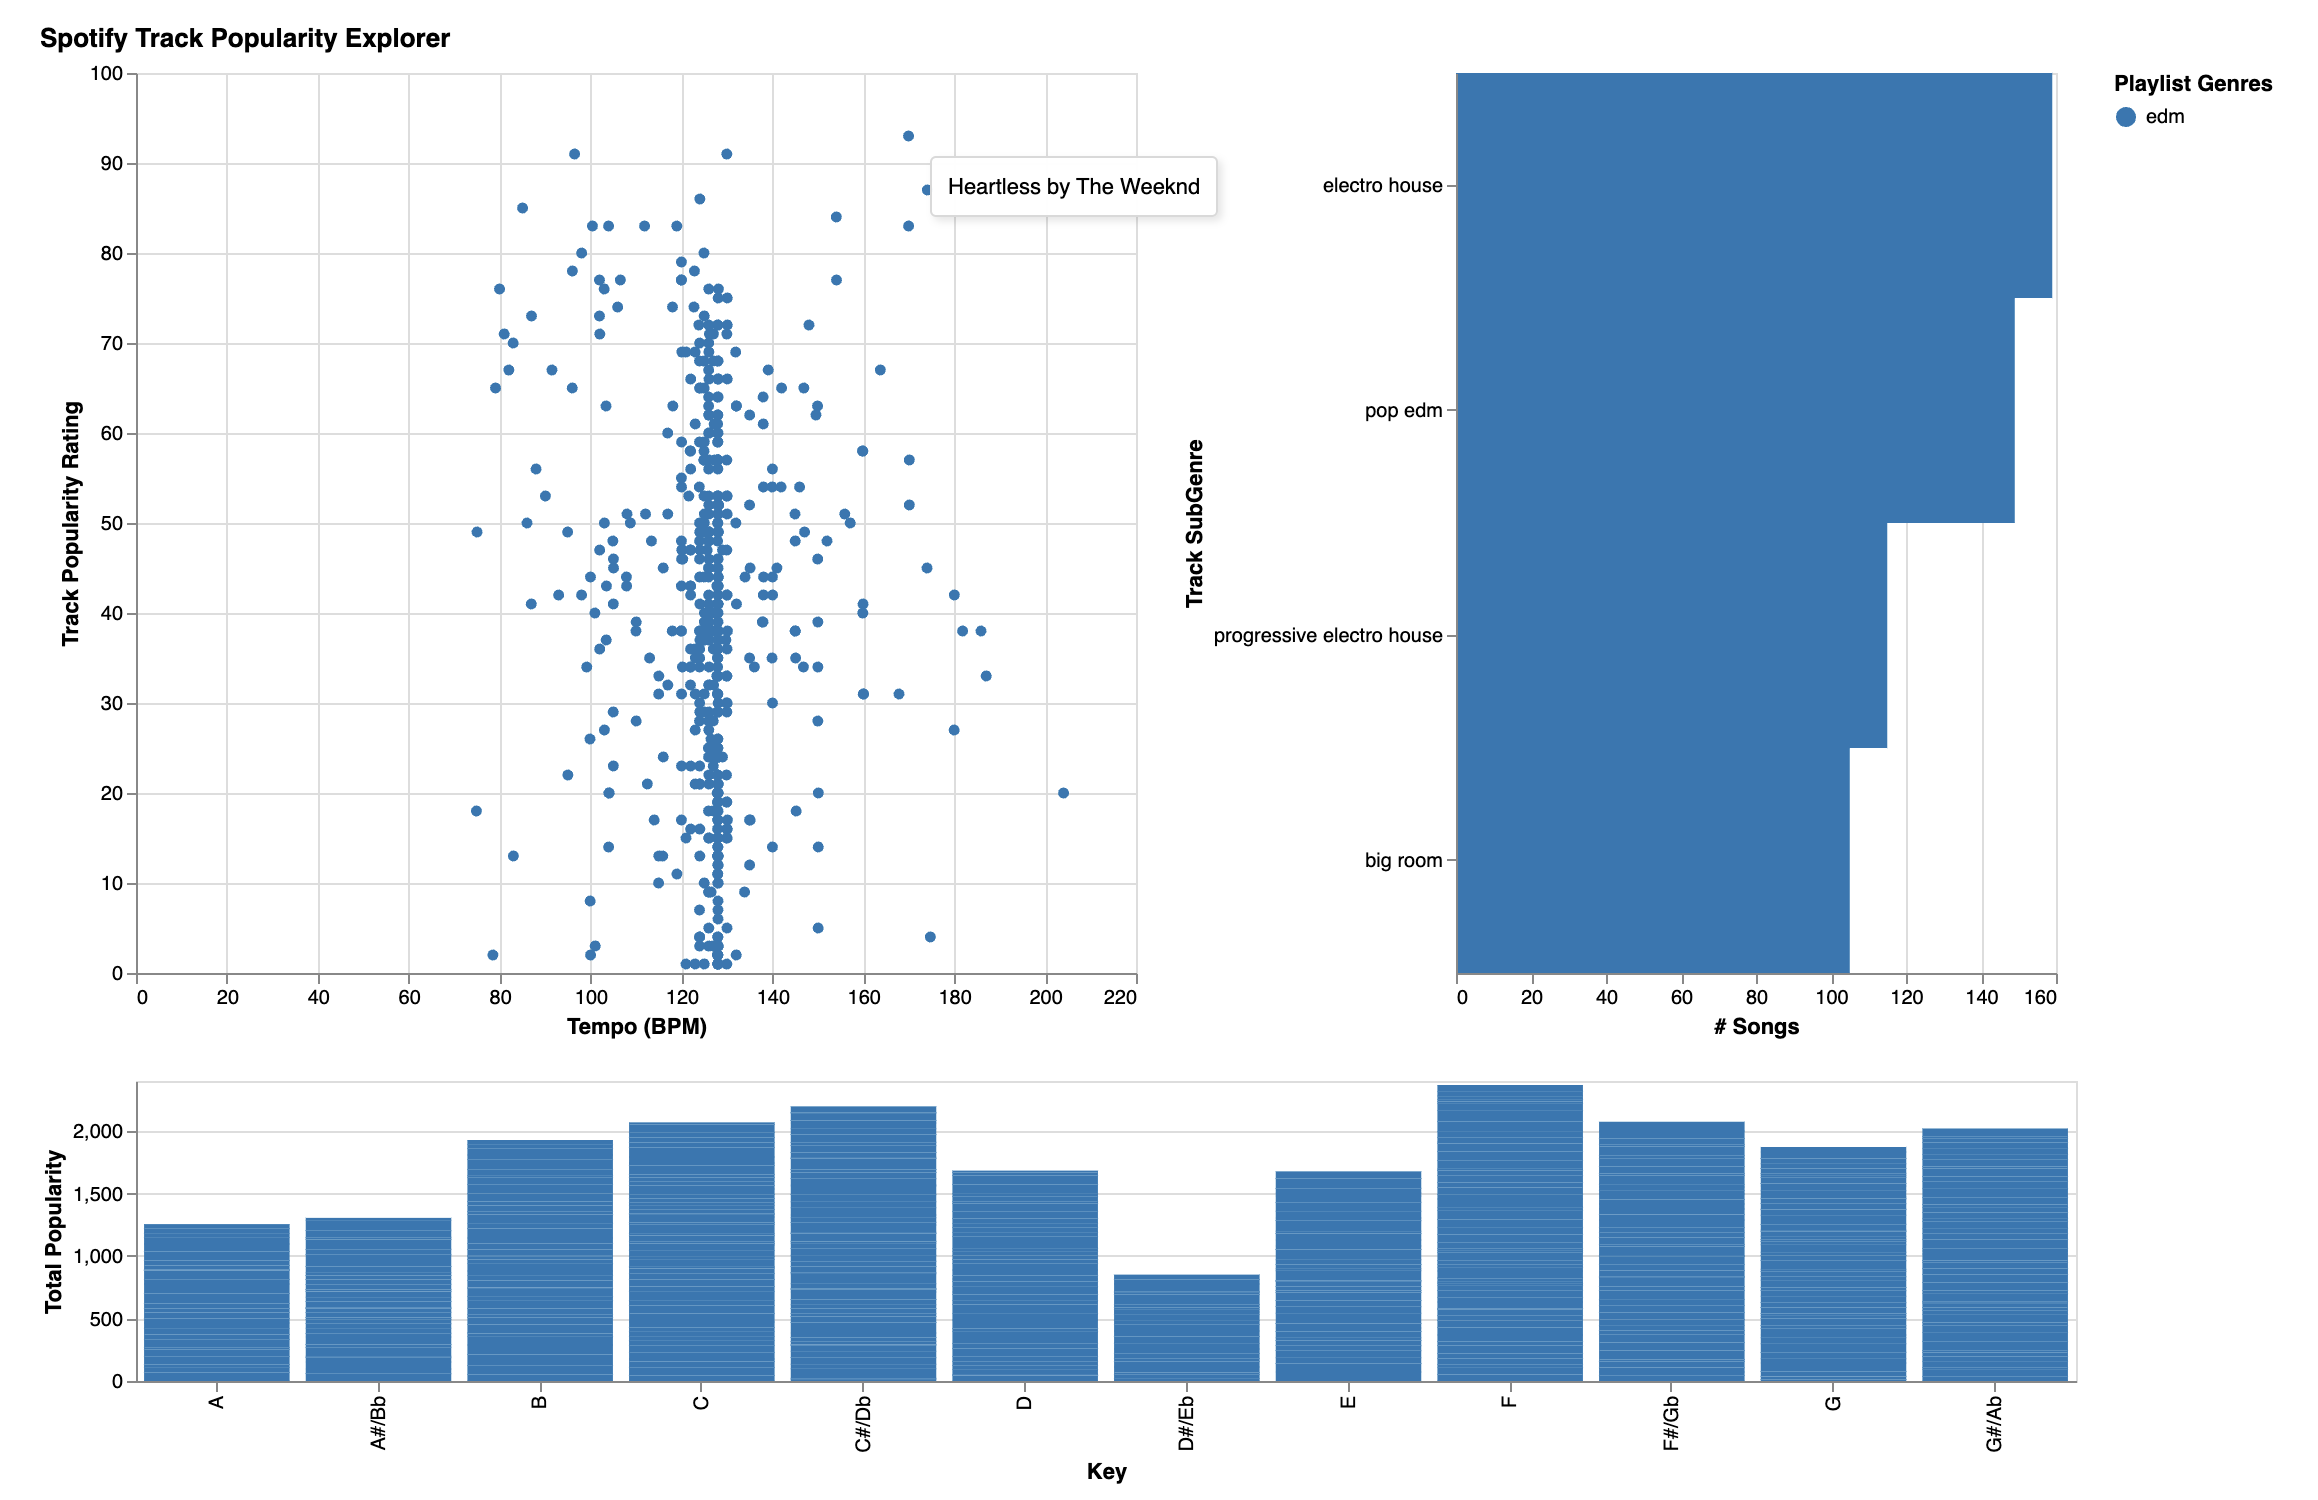 Spotify Track Popularity Explorer
100
90
80
70
60
50
40
30
20
10
0
Track Popularity Rating
0 20 40 60 80 100 120 140 160 180 200 220
Tempo (BPM)
Heartless by The Weeknd
Track SubGenre
electro house
pop edm
progressive electro house
big room
0 20 40 60 80 100 120 140 160
# Songs
Playlist Genres
edm
2,000
1,500
1,000
500
0
Total Popularity
A A#/Bb B C C#/Db D D#/Eb E F F#/Gb G G#/Ab
Key